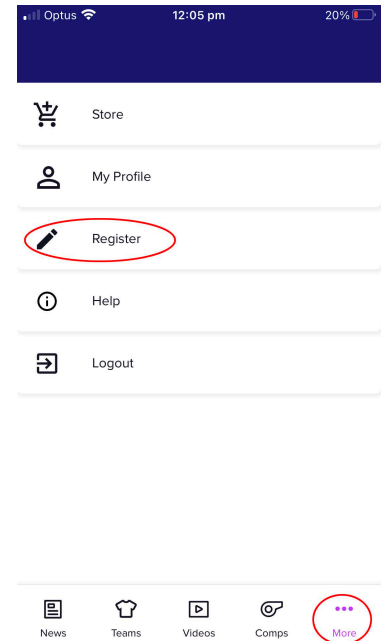 Optus 12:05 pm 20%
Store
My Profile
Register
Help
Logout
News Teams Videos Comps More